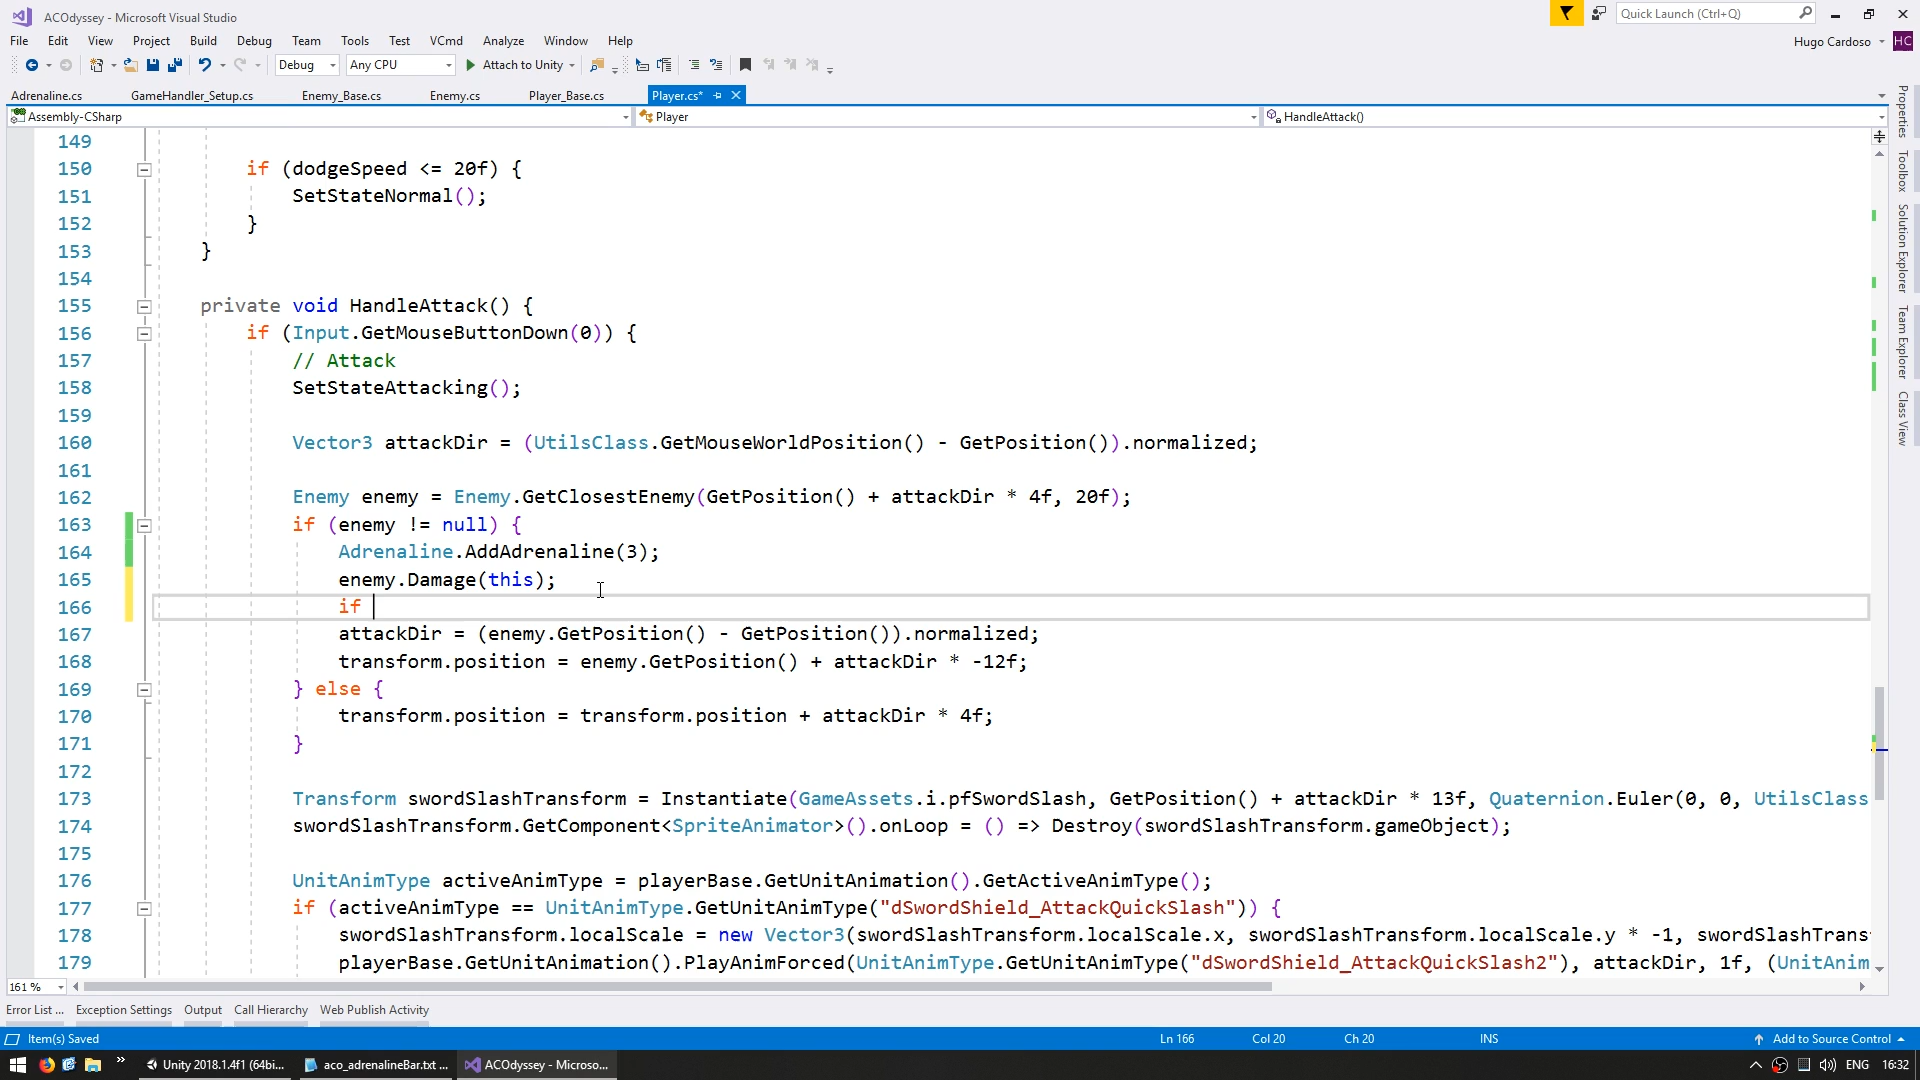 ACOdyssey - Microsoft Visual Studio
Quick Launch (Ctrl+Q)
File Edit View Project Build Debug Team Tools Test VCmd Analyze Window Help
Hugo Cardoso HC
Debug Any CPU Attach to Unity
Adrenaline.cs GameHandler_Setup.cs Enemy_Base.cs Enemy.cs Player_Base.cs Player.cs*
Assembly-CSharp Player HandleAttack()
149
150 if (dodgeSpeed <= 20f) {
151 SetStateNormal();
152 }
153 }
154
155 private void HandleAttack() {
156 if (Input.GetMouseButtonDown(0)) {
157 // Attack
158 SetStateAttacking();
159
160 Vector3 attackDir = (UtilsClass.GetMouseWorldPosition() - GetPosition()).normalized;
161
162 Enemy enemy = Enemy.GetClosestEnemy(GetPosition() + attackDir * 4f, 20f);
163 if (enemy != null) {
164 Adrenaline.AddAdrenaline(3);
165 enemy.Damage(this);
166 if
167 attackDir = (enemy.GetPosition() - GetPosition()).normalized;
168 transform.position = enemy.GetPosition() + attackDir * -12f;
169 } else {
170 transform.position = transform.position + attackDir * 4f;
171 }
172
173 Transform swordSlashTransform = Instantiate(GameAssets.i.pfSwordSlash, GetPosition() + attackDir * 13f, Quaternion.Euler(0, 0, UtilsClass
174 swordSlashTransform.GetComponent<SpriteAnimator>().onLoop = () => Destroy(swordSlashTransform.gameObject);
175
176 UnitAnimType activeAnimType = playerBase.GetUnitAnimation().GetActiveAnimType();
177 if (activeAnimType == UnitAnimType.GetUnitAnimType("dSwordShield_AttackQuickSlash")) {
178 swordSlashTransform.localScale = new Vector3(swordSlashTransform.localScale.x, swordSlashTransform.localScale.y * -1, swordSlashTrans
179 playerBase.GetUnitAnimation().PlayAnimForced(UnitAnimType.GetUnitAnimType("dSwordShield_AttackQuickSlash2"), attackDir, 1f, (UnitAnim
Properties
Toolbox
Solution Explorer
Team Explorer
Class View
161 %
Error List ... Exception Settings Output Call Hierarchy Web Publish Activity
Item(s) Saved Ln 166 Col 20 Ch 20 INS Add to Source Control
Unity 2018.1.4f1 (64bi... aco_adrenalineBar.txt ... ACOdyssey - Microso... ENG 16:32